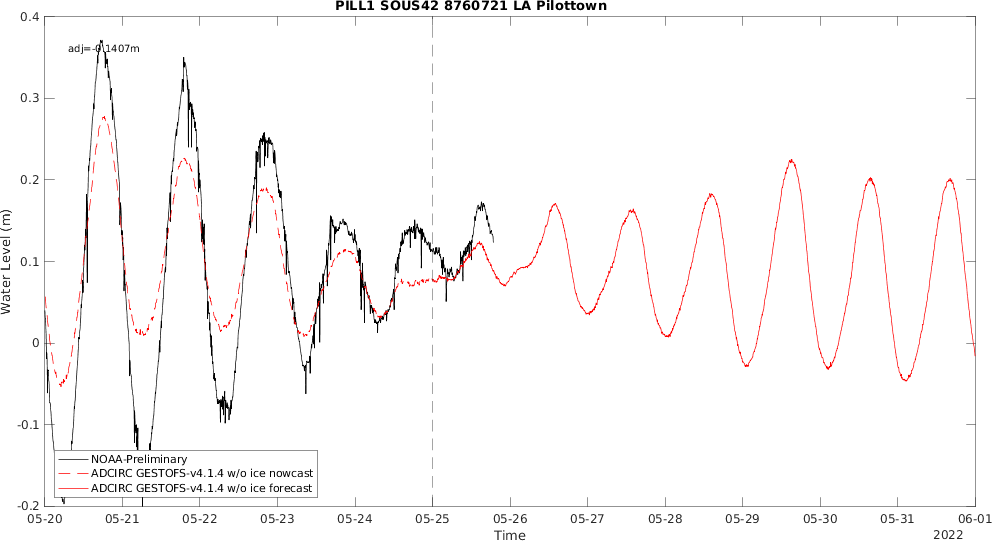 PILL1 SOUS42 8760721 LA Pilottown
adj=-0.1407m
0.4
0.3
0.2
0.1
0
-0.1
-0.2
Water Level (m)
NOAA-Preliminary
ADCIRC GESTOFS-v4.1.4 w/o ice nowcast
ADCIRC GESTOFS-v4.1.4 w/o ice forecast
05-20 05-21 05-22 05-23 05-24 05-25 05-26 05-27 05-28 05-29 05-30 05-31 06-01
Time
2022